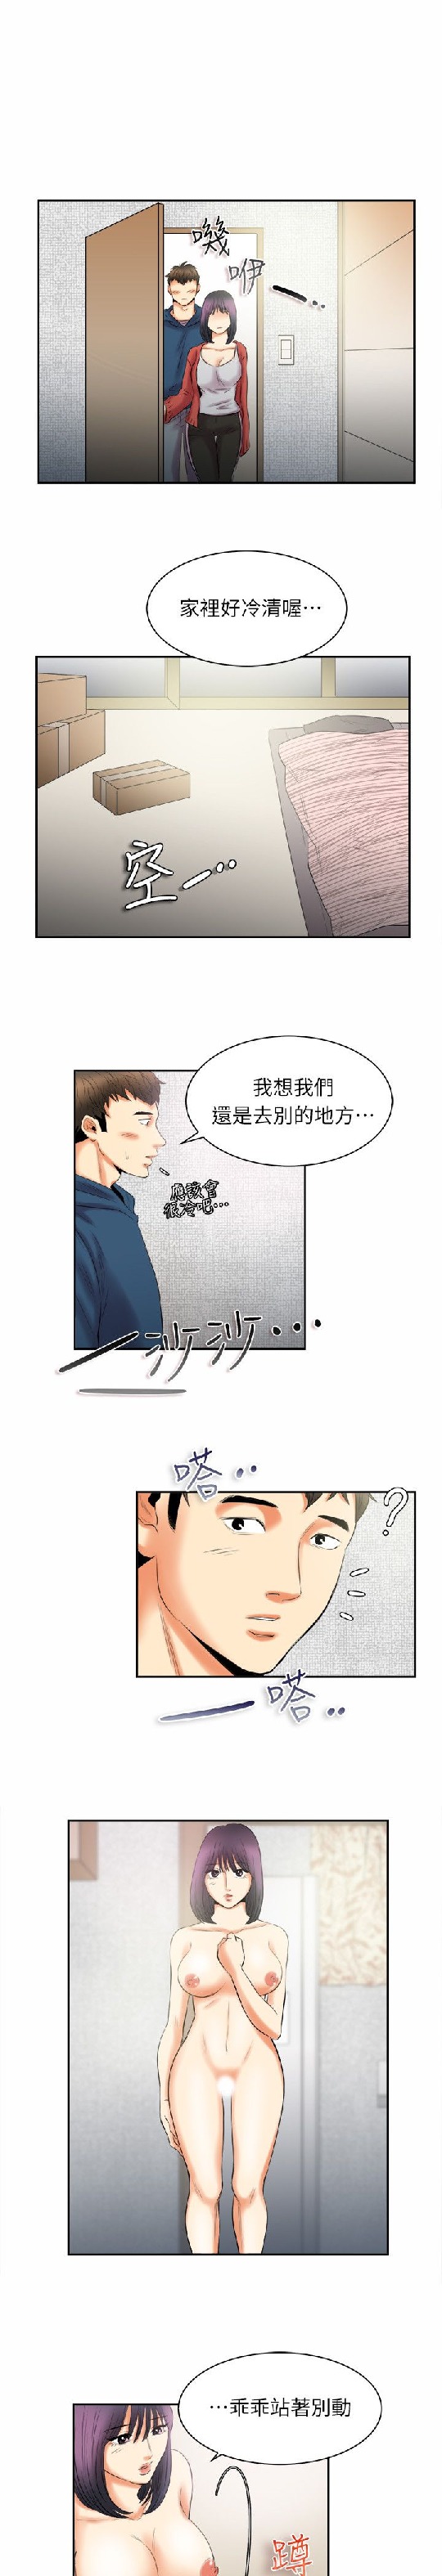 嘰
咿
家裡好冷清喔…
空
我想我們
還是去別的地方…
應該會
很冷吧…
沙沙…
嗒
?
嗒
…乖乖站著別動
蹲